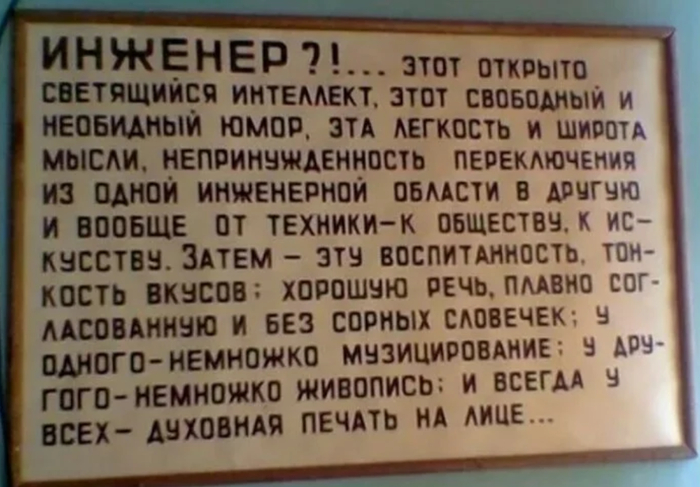 ИНЖЕНЕР?!... ЭТОТ ОТКРЫТО
СВЕТЯЩИЙСЯ ИНТЕЛЛЕКТ, ЭТОТ СВОБОДНЫЙ И
НЕОБИДНЫЙ ЮМОР, ЭТА ЛЕГКОСТЬ И ШИРОТА
МЫСЛИ, НЕПРИНУЖДЕННОСТЬ ПЕРЕКЛЮЧЕНИЯ
ИЗ ОДНОЙ ИНЖЕНЕРНОЙ ОБЛАСТИ В ДРУГУЮ
И ВООБЩЕ ОТ ТЕХНИКИ-К ОБЩЕСТВУ, К ИС-
КУССТВУ. ЗАТЕМ - ЭТУ ВОСПИТАННОСТЬ, ТОН-
КОСТЬ ВКУСОВ; ХОРОШУЮ РЕЧЬ, ПЛАВНО СОГ-
ЛАСОВАННУЮ И БЕЗ СОРНЫХ СЛОВЕЧЕК; У
ОДНОГО-НЕМНОЖКО МУЗИЦИРОВАНИЕ; У ДРУ-
ГОГО-НЕМНОЖКО ЖИВОПИСЬ; И ВСЕГДА У
ВСЕХ- ДУХОВНАЯ ПЕЧАТЬ НА ЛИЦЕ...